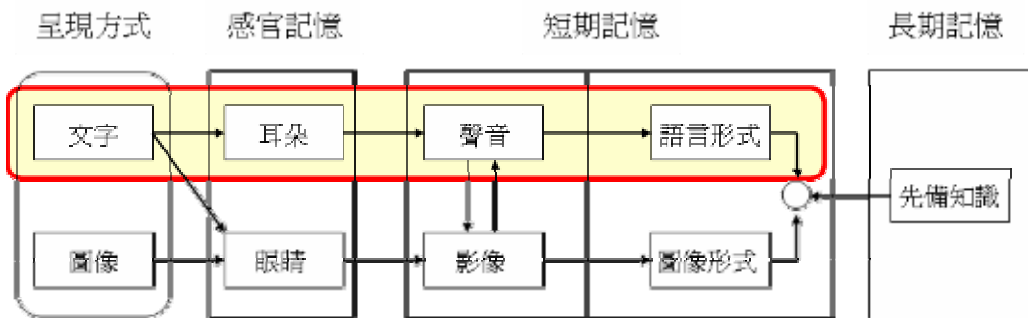 呈現方式 感官記憶 短期記憶 長期記憶
文字 耳朵 聲音 語言形式
先備知識
圖像 眼睛 影像 圖像形式